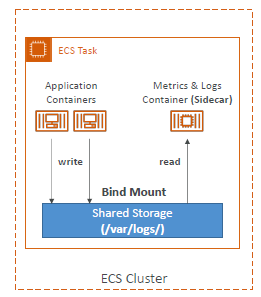 ECS Task
Application
Containers
Metrics & Logs
Container (Sidecar)
write
read
Bind Mount
Shared Storage
(/var/logs/)
ECS Cluster